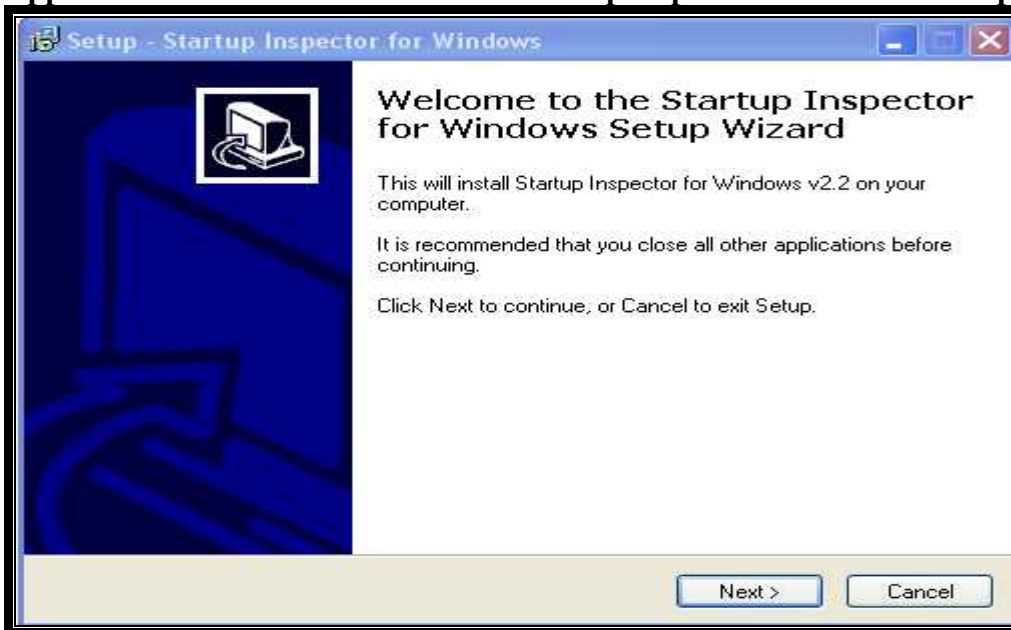 Setup - Startup Inspector for Windows
Welcome to the Startup Inspector
for Windows Setup Wizard
This will install Startup Inspector for Windows v2.2 on your
computer.
It is recommended that you close all other applications before
continuing.
Click Next to continue, or Cancel to exit Setup.
Next >
Cancel